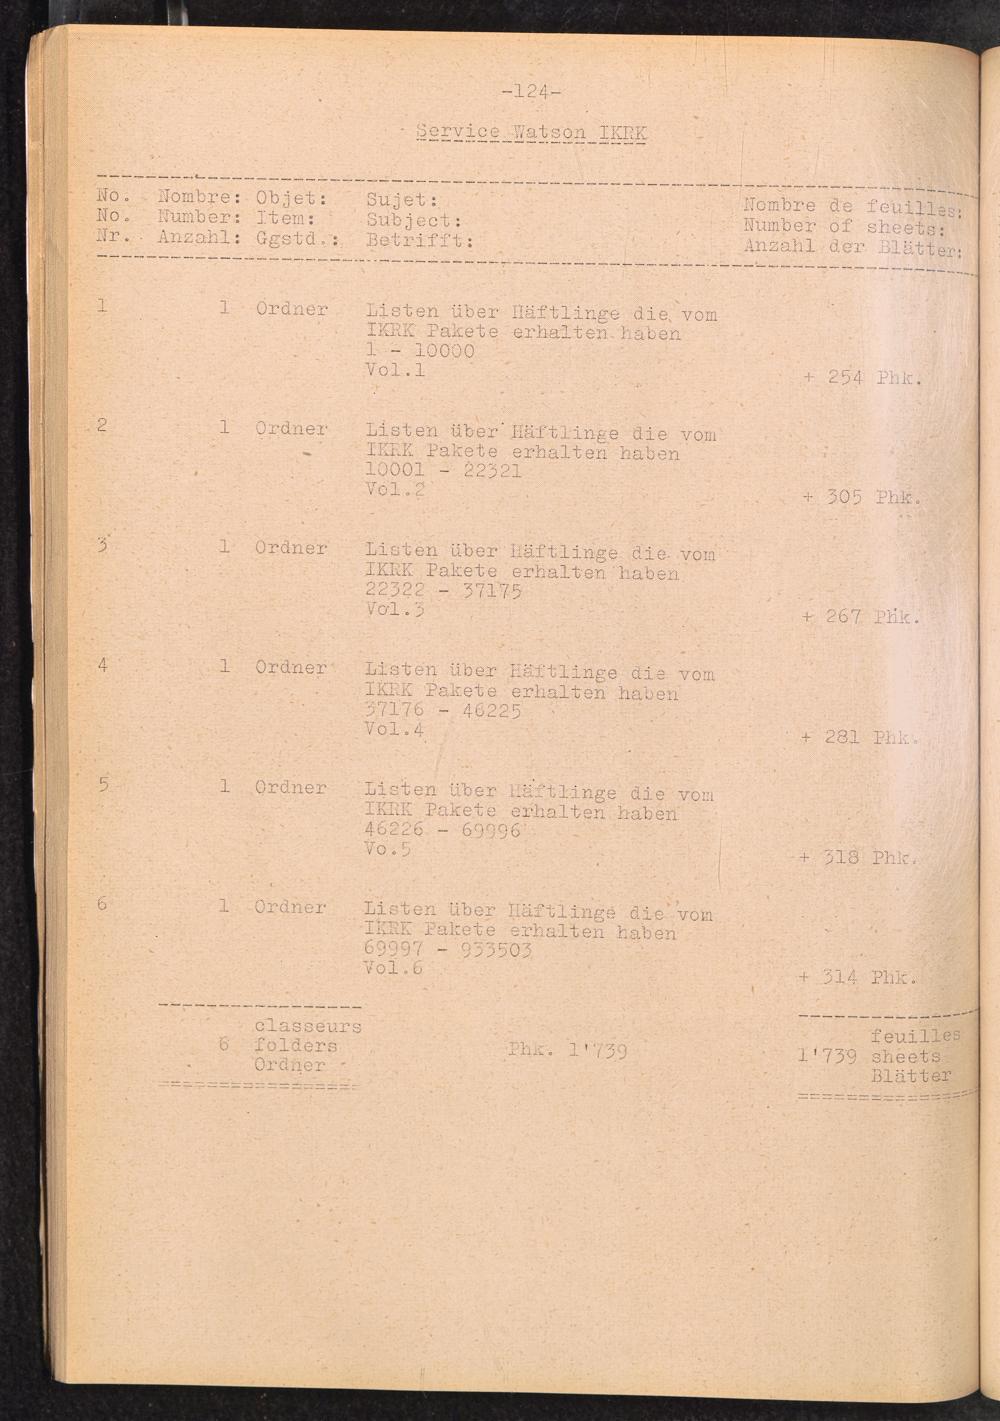 -124-
Service Watson IKRK
No. Nombre: Objet: Sujet: Nombre de feuilles:
No. Number: Item: Subject: Number of sheets:
Nr. Anzahl: Ggstd.: Betrifft: Anzahl der Blätter:
1 1 Ordner Listen über Häftlinge die vom
IKRK Pakete erhalten haben
1 - 10000
Vol.1 + 254 Phk.
2 1 Ordner Listen über Häftlinge die vom
IKRK Pakete erhalten haben
10001 - 22321
Vol.2 + 305 Phk.
3 1 Ordner Listen über Häftlinge die vom
IKRK Pakete erhalten haben
22322 - 37175
Vol.3 + 267 Phk.
4 1 Ordner Listen über Häftlinge die vom
IKRK Pakete erhalten haben
37176 - 46225
Vol.4 + 281 Phk.
5 1 Ordner Listen über Häftlinge die vom
IKRK Pakete erhalten haben
46226 - 69996
Vo.5 + 318 Phk.
6 1 Ordner Listen über Häftlinge die vom
IKRK Pakete erhalten haben
69997 - 933503
Vol.6 + 314 Phk.
classeurs feuilles
6 folders Phk. 1'739 1'739 sheets
Ordner Blätter